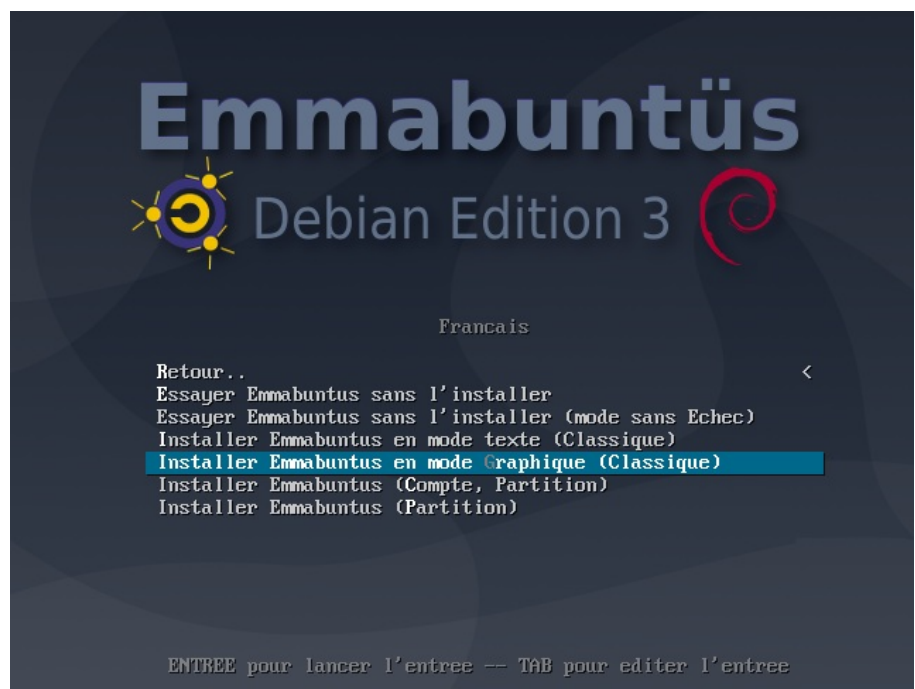 Emmabuntüs
Debian Edition 3
Francais
Retour.. <
Essayer Emmabuntus sans l'installer
Essayer Emmabuntus sans l'installer (mode sans Echec)
Installer Emmabuntus en mode texte (Classique)
Installer Emmabuntus en mode Graphique (Classique)
Installer Emmabuntus (Compte, Partition)
Installer Emmabuntus (Partition)
ENTREE pour lancer l'entree -- TAB pour editer l'entree